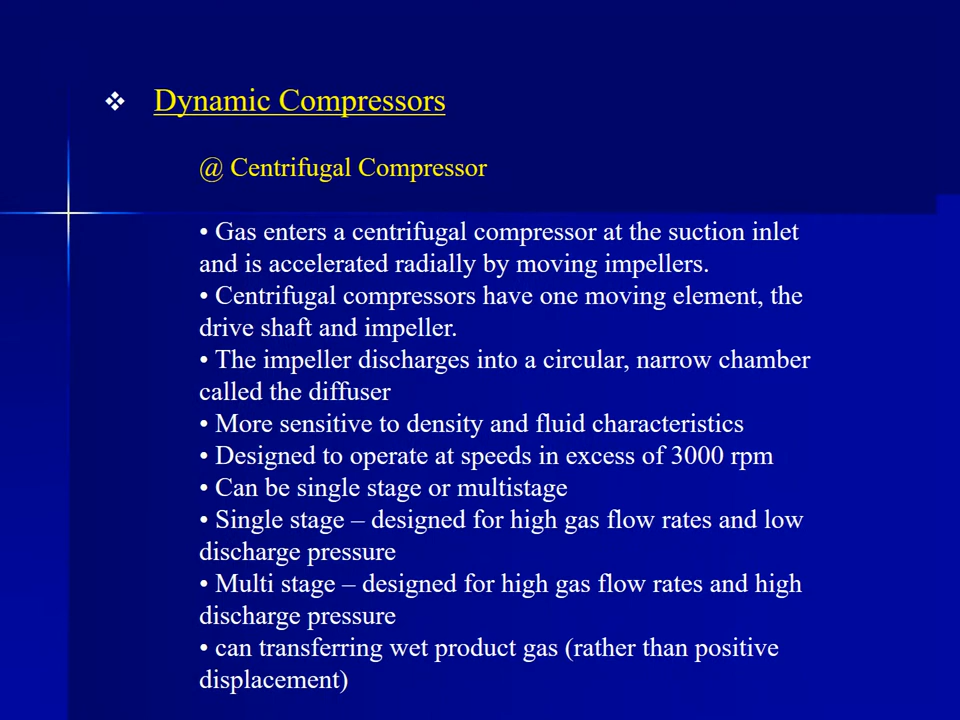 ❖ Dynamic Compressors
@ Centrifugal Compressor
• Gas enters a centrifugal compressor at the suction inlet
and is accelerated radially by moving impellers.
• Centrifugal compressors have one moving element, the
drive shaft and impeller.
• The impeller discharges into a circular, narrow chamber
called the diffuser
• More sensitive to density and fluid characteristics
• Designed to operate at speeds in excess of 3000 rpm
• Can be single stage or multistage
• Single stage – designed for high gas flow rates and low
discharge pressure
• Multi stage – designed for high gas flow rates and high
discharge pressure
• can transferring wet product gas (rather than positive
displacement)